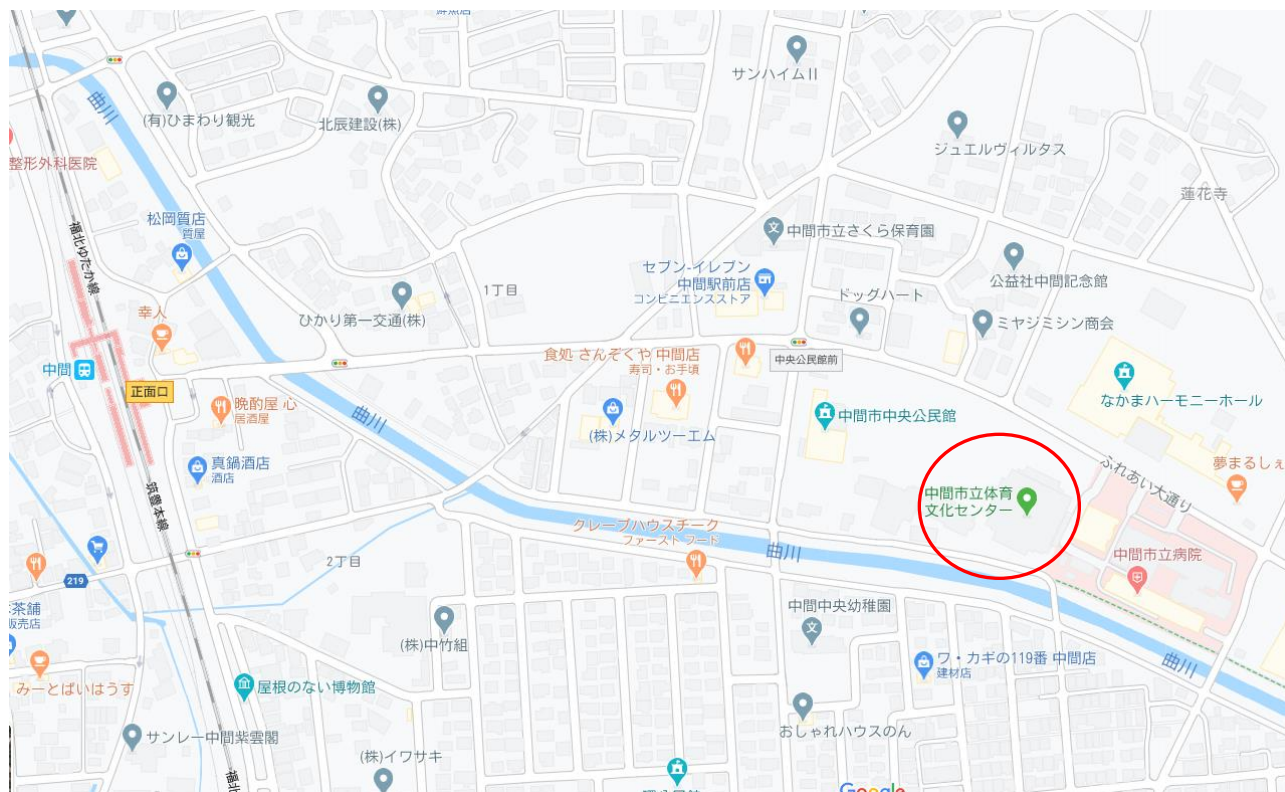 サンハイムII
曲川
(有)ひまわり観光
北辰建設(株)
ジュエルヴィルタス
整形外科医院
蓮花寺
松岡質店
質屋
福北ゆたか線
中間市立さくら保育園
公益社中間記念館
セブン-イレブン
中間駅前店
コンビニエンスストア
1丁目
ドッグハート
幸人
ひかり第一交通(株)
ミヤジミシン商会
食処 さんぞくや 中間店
寿司・お手頃
中央公民館前
中間
正面口
なかまハーモニーホール
晩酌屋 心
居酒屋
曲川
(株)メタルツーエム
中間市中央公民館
真鍋酒店
酒店
ふれあい大通り
夢まるしぇ
中間市立体育
文化センター
筑豊本線
クレープハウスチーク
ファースト フード
曲川
中間市立病院
2丁目
219
茶舗
販売店
中間中央幼稚園
(株)中竹組
ワ・カギの119番 中間店
建材店
曲川
みーとぱいはうす
屋根のない博物館
おしゃれハウスのん
サンレー中間紫雲閣
(株)イワサキ
Google